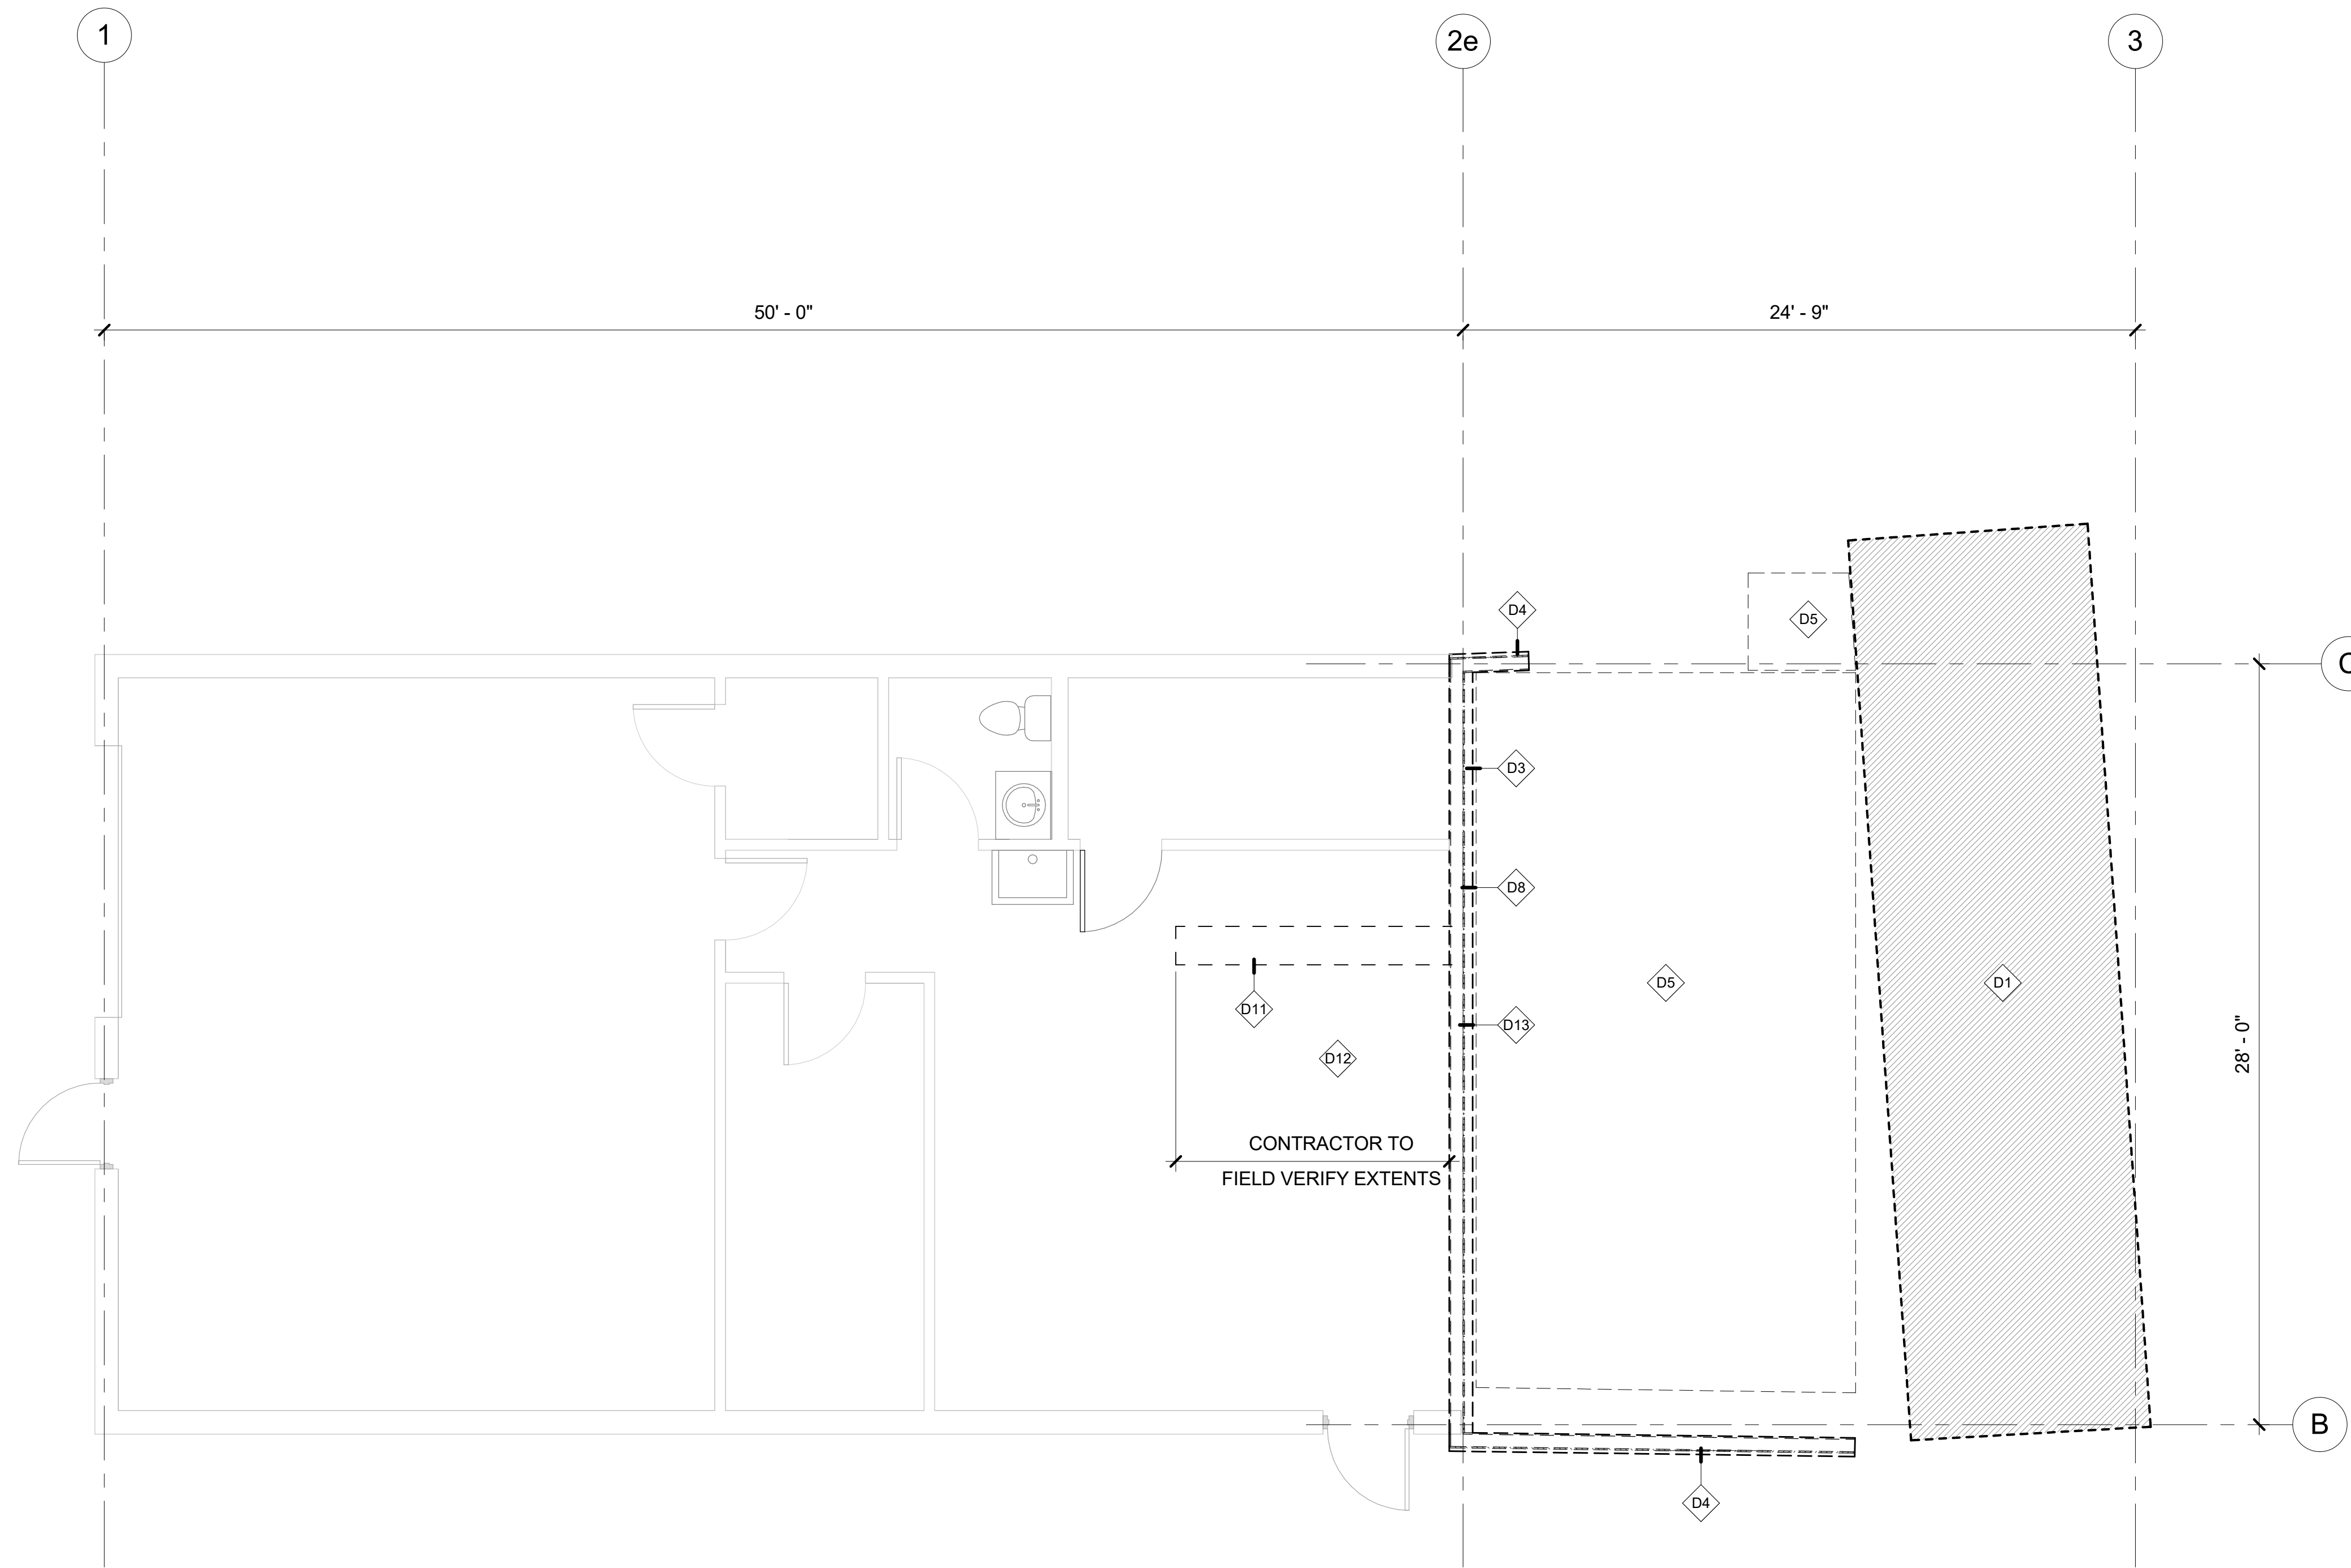 1
2e
3
50' - 0"
24' - 9"
D4
D5
C
D3
D8
D5
D1
D11
D13
28' - 0"
D12
CONTRACTOR TO
FIELD VERIFY EXTENTS
B
D4